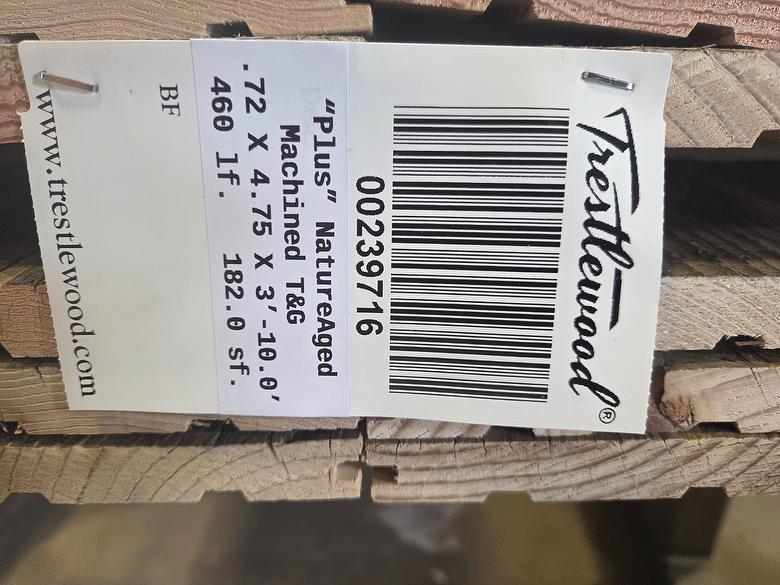 Trestlewood®
00239716
"Plus" NatureAged
Machined T&G
.72 X 4.75 X 3'-10.0'
460 lf. 182.0 sf.
BF
www.trestlewood.com